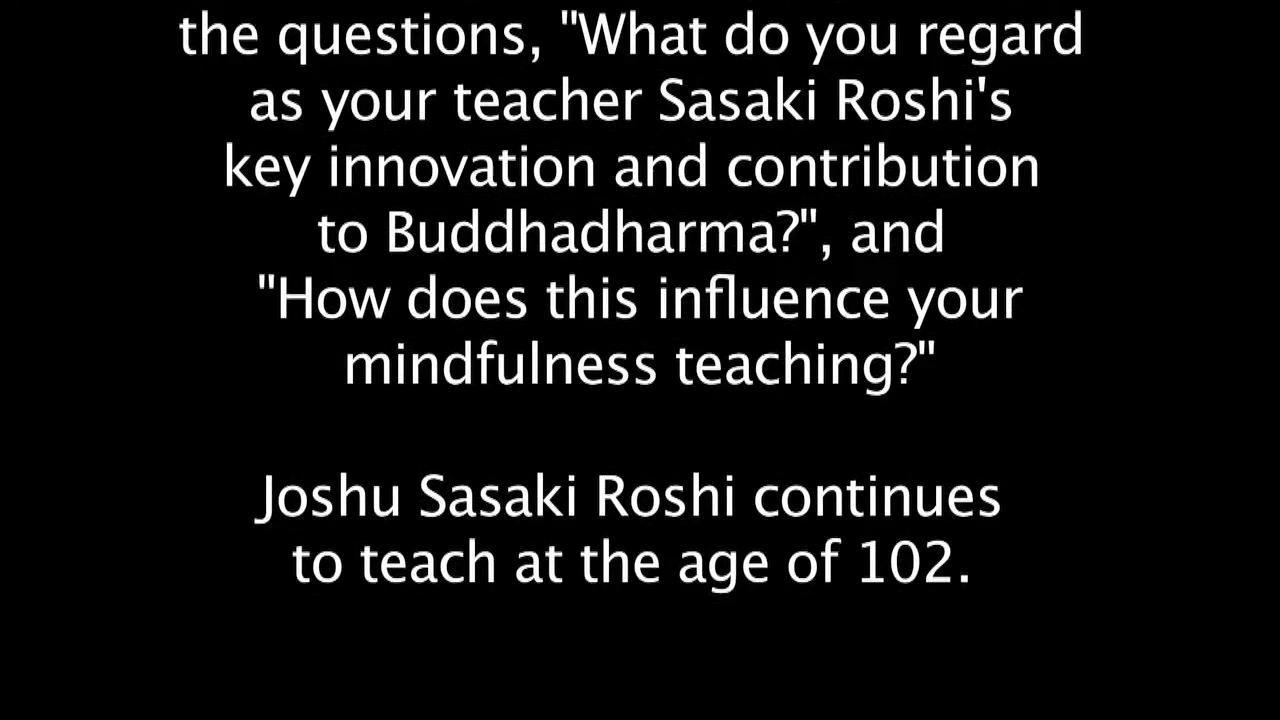 the questions, "What do you regard
as your teacher Sasaki Roshi's
key innovation and contribution
to Buddhadharma?", and
"How does this influence your
mindfulness teaching?"
Joshu Sasaki Roshi continues
to teach at the age of 102.